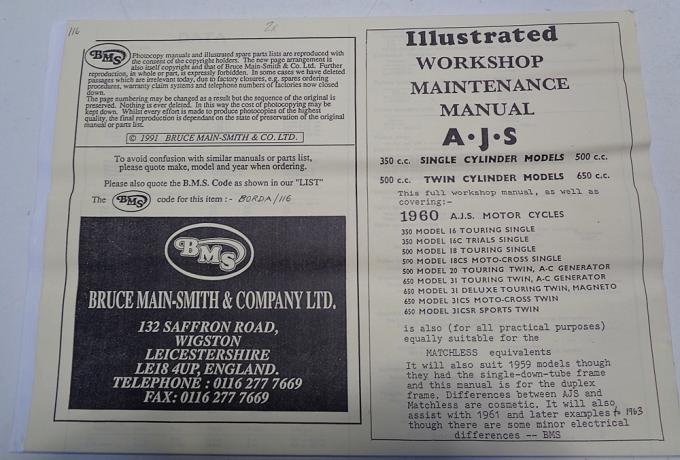 116
2x
BMS
Photocopy manuals and illustrated spare parts lists are reproduced with
the consent of the copyright holders. The new page arrangement is
also itself copyright and that of Bruce Main-Smith & Co. Ltd. Further
reproduction, in whole or part, is expressly forbidden. In some cases we have deleted
passages which are irrelevant today, due to factory closures, e.g. spares ordering
procedures, warranty claim systems and telephone numbers of factories now closed
down.
The page numbering may be changed as a result but the sequence of the original is
preserved. Nothing is ever deleted. In this way the cost of photocopying may be
kept down. Whilst every effort is made to produce photocopies of the highest
quality, the final reproduction is dependant on the state of preservation of the original
manual or parts list.
© 1991 BRUCE MAIN-SMITH & CO. LTD.
To avoid confusion with similar manuals or parts list,
please quote make, model and year when ordering.
Please also quote the B.M.S. Code as shown in our "LIST"
The BMS code for this item :- BORDA/116
BMS
BRUCE MAIN-SMITH & COMPANY LTD.
132 SAFFRON ROAD,
WIGSTON
LEICESTERSHIRE
LE18 4UP, ENGLAND.
TELEPHONE : 0116 277 7669
FAX: 0116 277 7669
Illustrated
WORKSHOP
MAINTENANCE
MANUAL
A·J·S
350 c.c. SINGLE CYLINDER MODELS 500 c.c.
500 c.c. TWIN CYLINDER MODELS 650 c.c.
This full workshop manual, as well as
covering:-
1960 A.J.S. MOTOR CYCLES
350 MODEL 16 TOURING SINGLE
350 MODEL 16C TRIALS SINGLE
500 MODEL 18 TOURING SINGLE
500 MODEL 18CS MOTO-CROSS SINGLE
500 MODEL 20 TOURING TWIN, A-C GENERATOR
650 MODEL 31 TOURING TWIN, A-C GENERATOR
650 MODEL 31 DELUXE TOURING TWIN, MAGNETO
650 MODEL 31CS MOTO-CROSS TWIN
650 MODEL 31CSR SPORTS TWIN
is also (for all practical purposes)
equally suitable for the
MATCHLESS equivalents
It will also suit 1959 models though
they had the single-down-tube frame
and this manual is for the duplex
frame. Differences between AJS and
Matchless are cosmetic. It will also
assist with 1961 and later examples to 1963
though there are some minor electrical
differences -- BMS